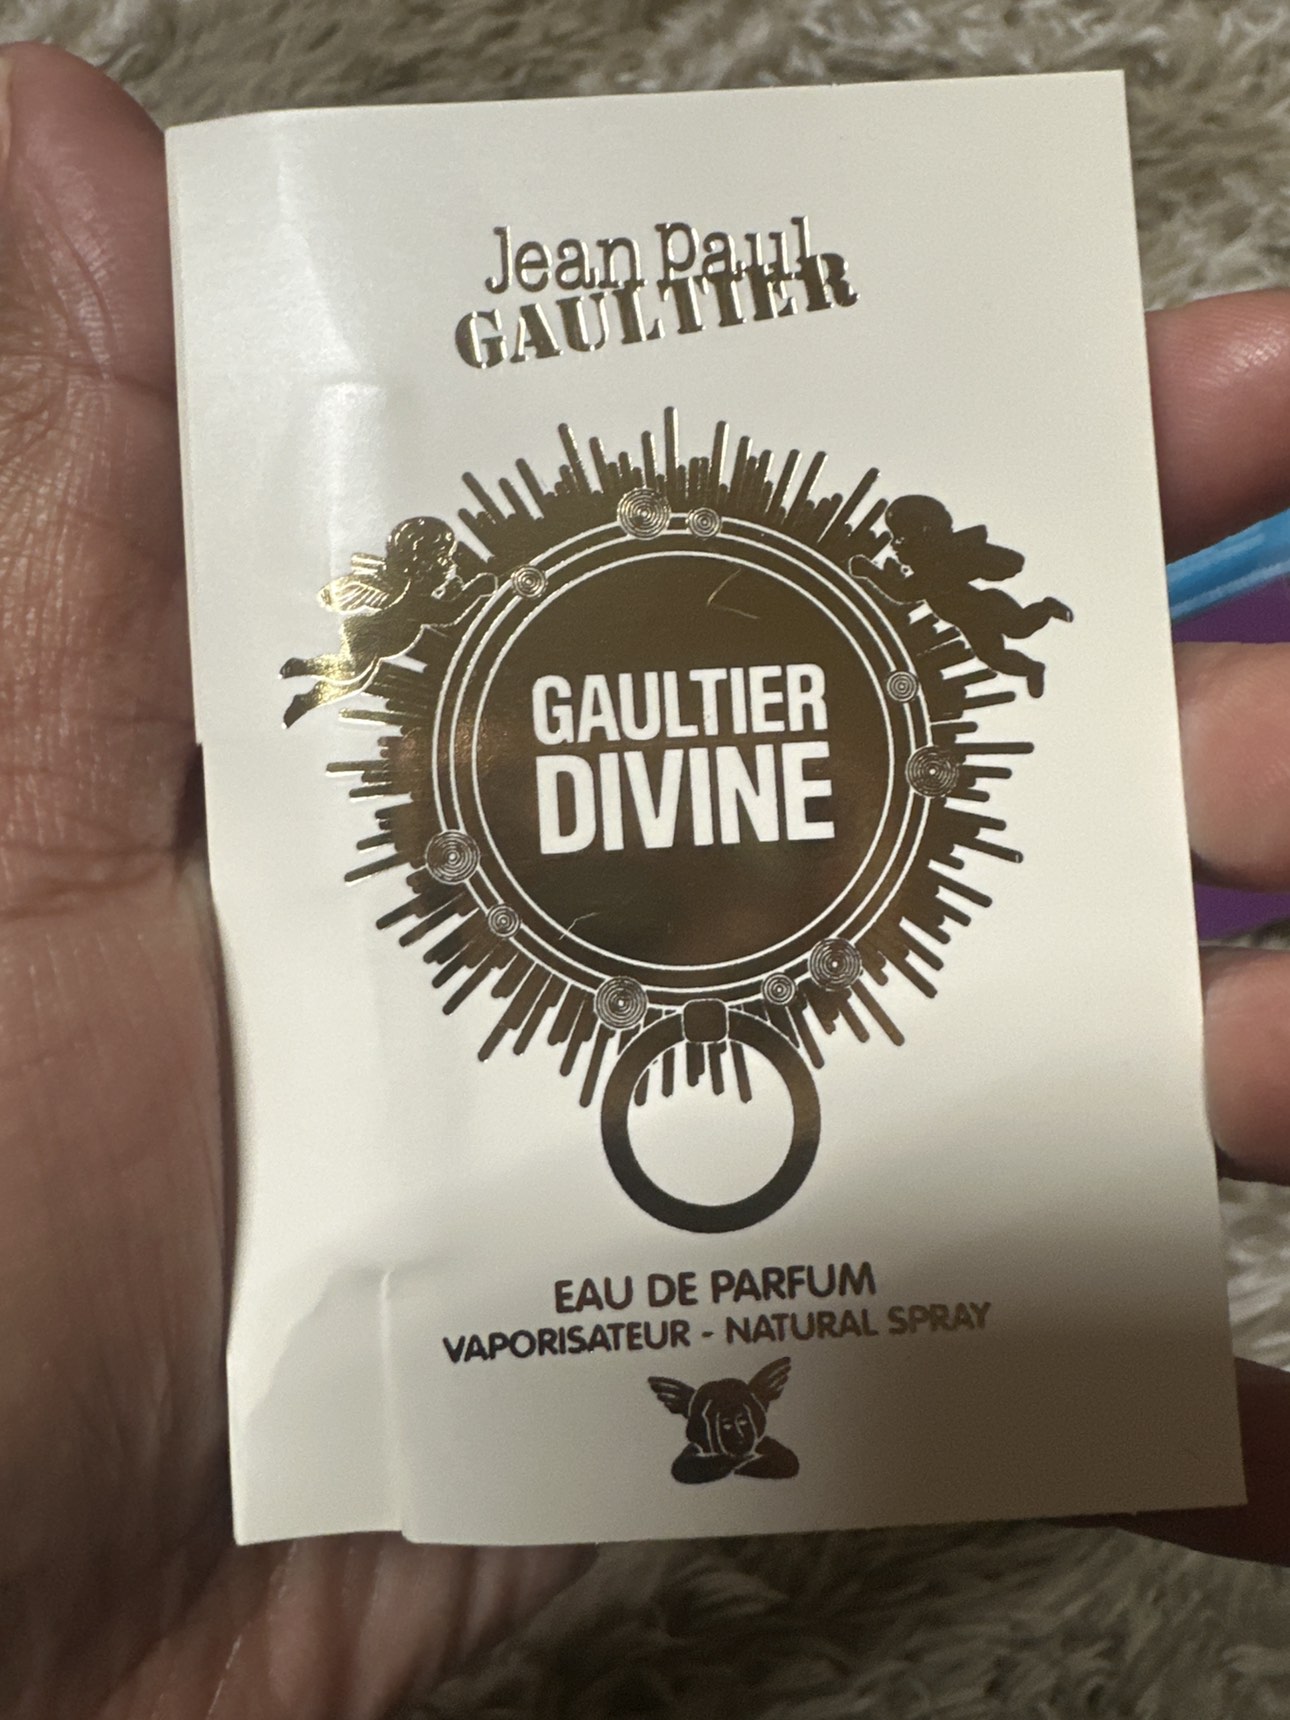 Jean Paul
GAULTIER
GAULTIER
DIVINE
EAU DE PARFUM
VAPORISATEUR - NATURAL SPRAY